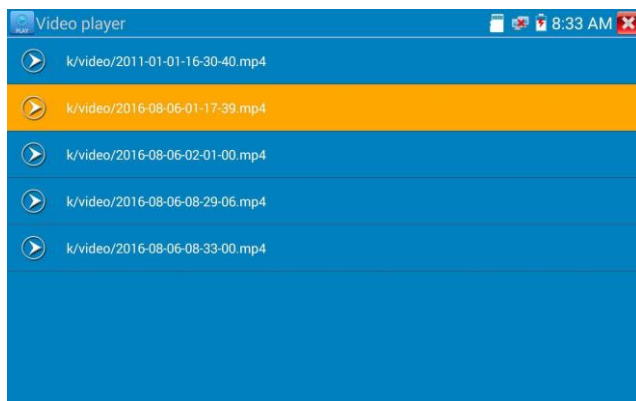 PLAY
Video player
8:33 AM
k/video/2011-01-01-16-30-40.mp4
k/video/2016-08-06-01-17-39.mp4
k/video/2016-08-06-02-01-00.mp4
k/video/2016-08-06-08-29-06.mp4
k/video/2016-08-06-08-33-00.mp4